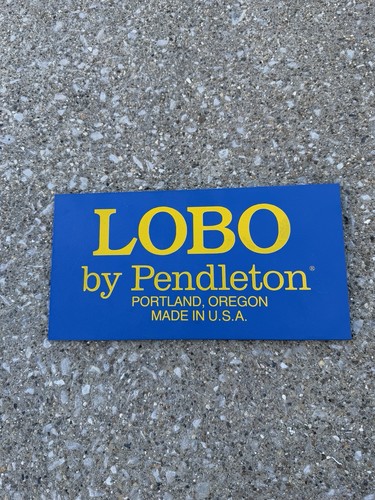 LOBO
by Pendleton®
PORTLAND, OREGON
MADE IN U.S.A.